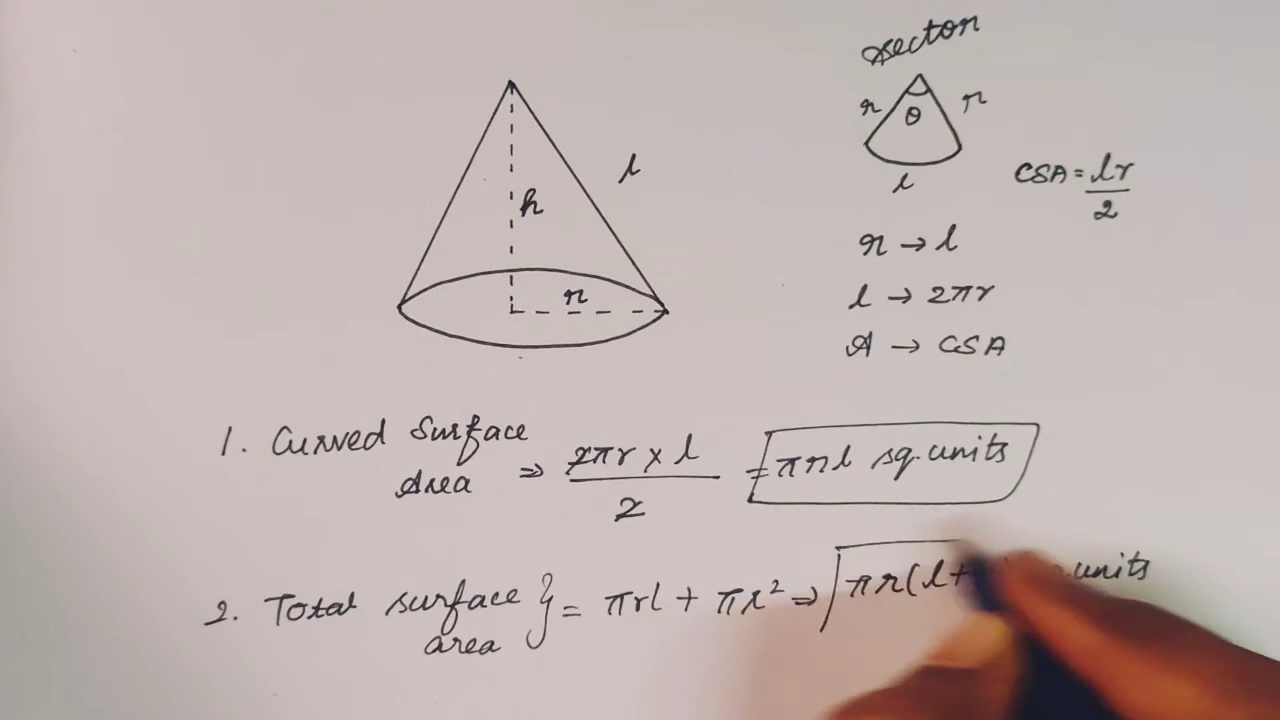 sector
r r
θ
l
l
h
r
CSA = lr/2
r → l
l → 2πr
A → CSA
1. Curved Surface Area ⇒ 2πr × l / 2 = πrl sq.units
2. Total surface area } = πrl + πr² ⇒ πr(l+ units